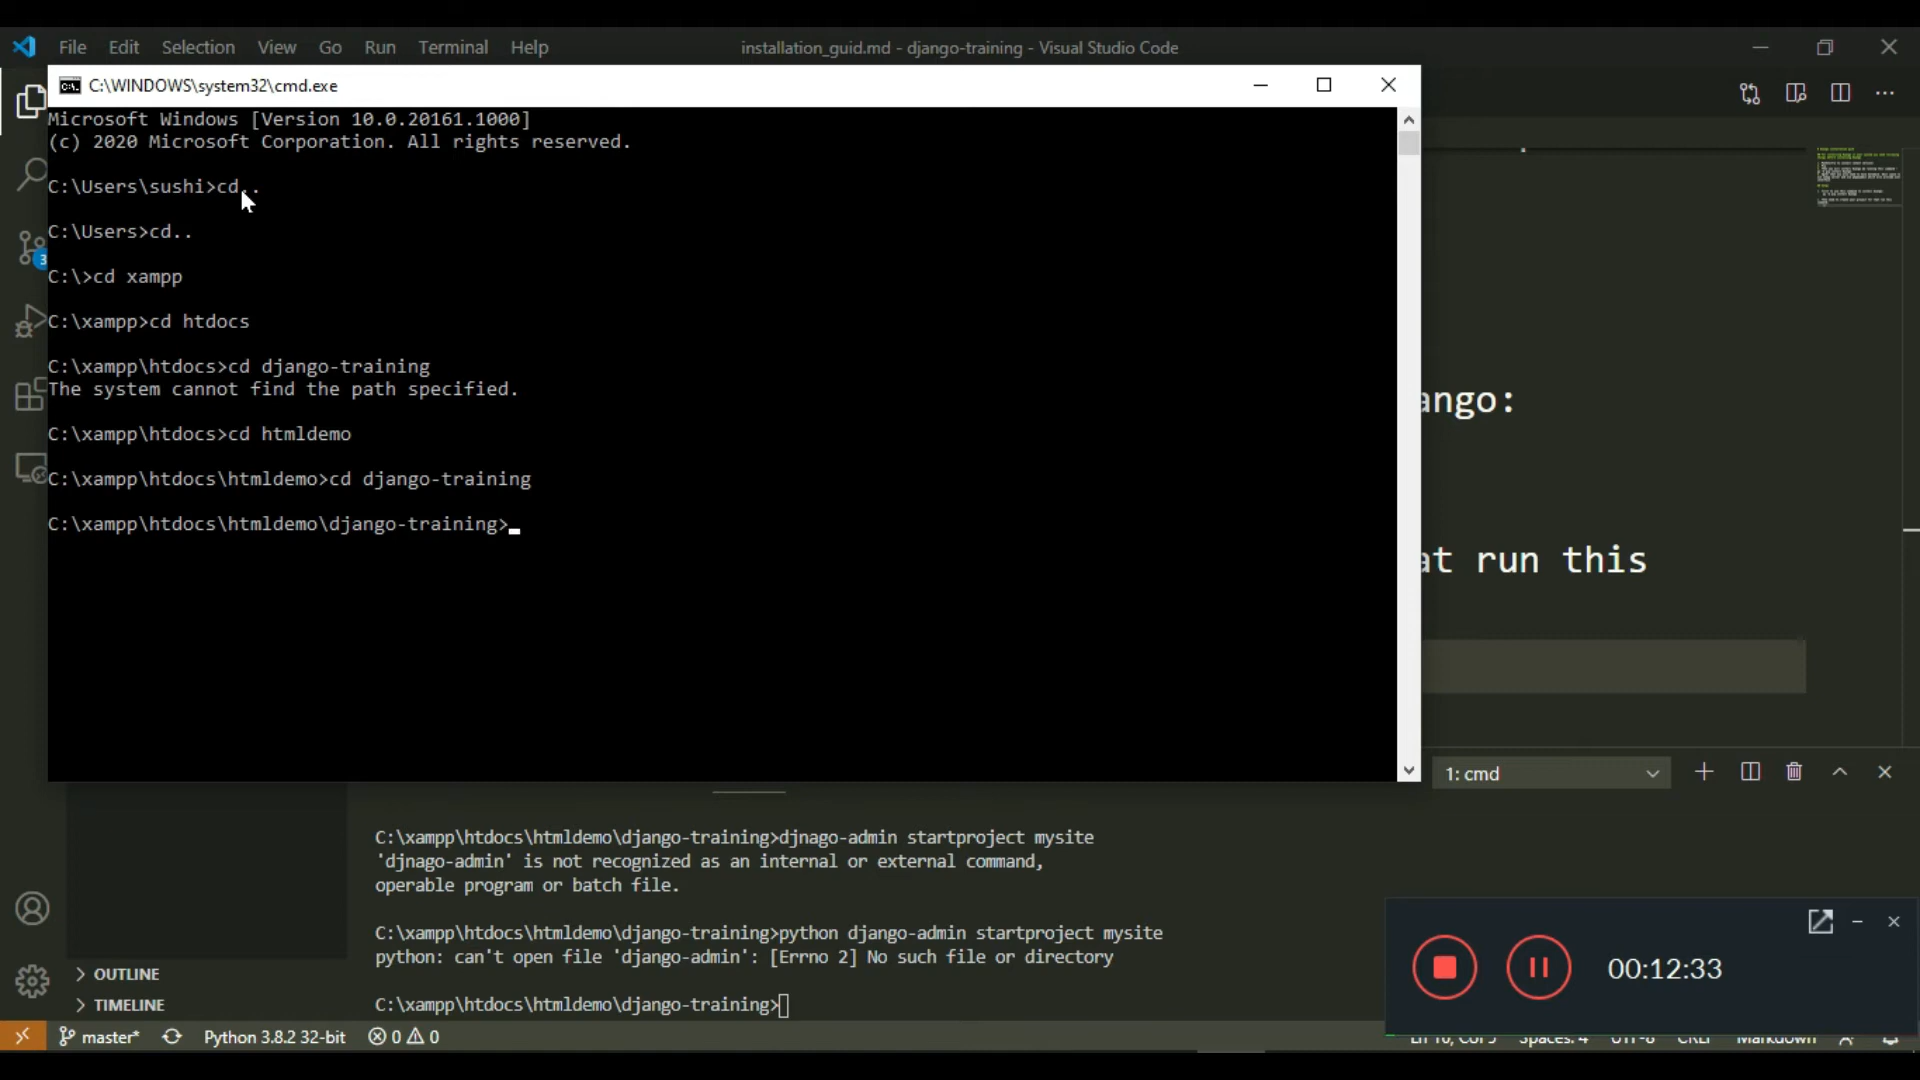 File Edit Selection View Go Run Terminal Help
installation_guid.md - django-training - Visual Studio Code
C:\WINDOWS\system32\cmd.exe
Microsoft Windows [Version 10.0.20161.1000]
(c) 2020 Microsoft Corporation. All rights reserved.
C:\Users\sushi>cd..
C:\Users>cd..
C:\>cd xampp
C:\xampp>cd htdocs
C:\xampp\htdocs>cd django-training
The system cannot find the path specified.
C:\xampp\htdocs>cd htmldemo
C:\xampp\htdocs\htmldemo>cd django-training
C:\xampp\htdocs\htmldemo\django-training>
ango:
at run this
3
1: cmd
C:\xampp\htdocs\htmldemo\django-training>djnago-admin startproject mysite
'djnago-admin' is not recognized as an internal or external command,
operable program or batch file.
C:\xampp\htdocs\htmldemo\django-training>python django-admin startproject mysite
python: can't open file 'django-admin': [Errno 2] No such file or directory
C:\xampp\htdocs\htmldemo\django-training>
OUTLINE
TIMELINE
00:12:33
master* Python 3.8.2 32-bit 0 0
Spaces: 4 UTF-8 CRLF Markdown